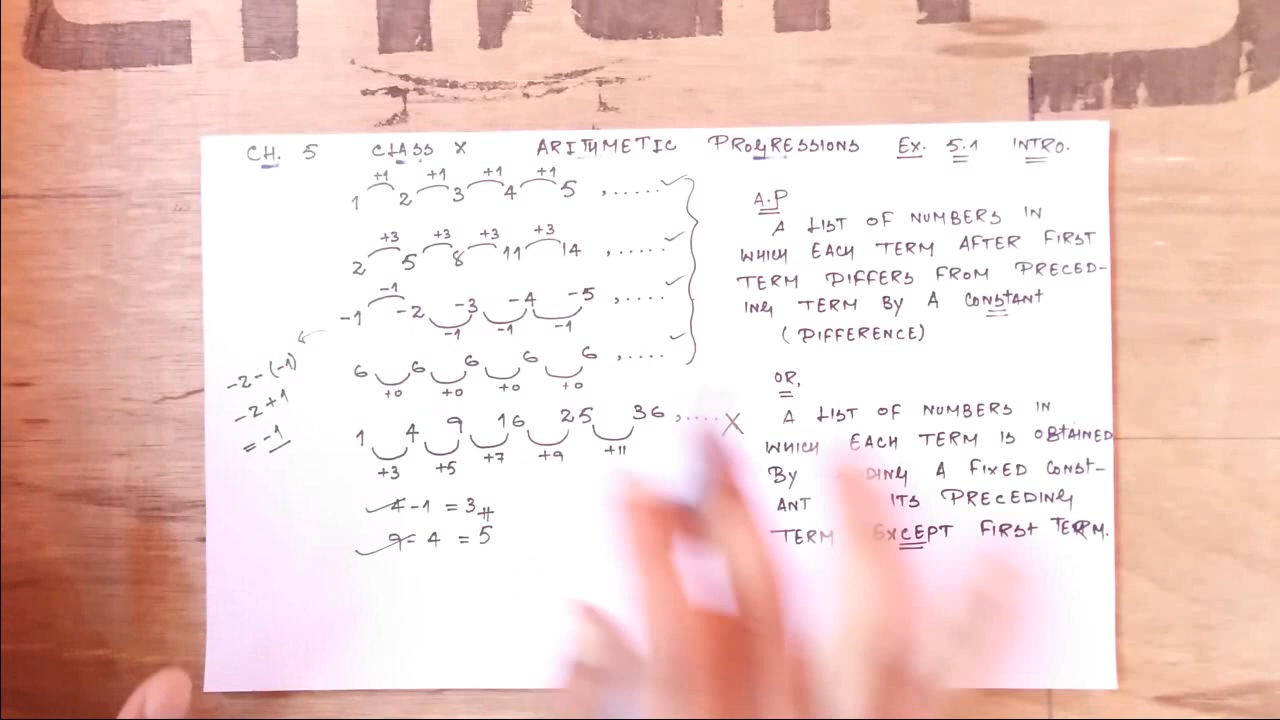 CH. 5 CLASS X ARITHMETIC PROGRESSIONS Ex. 5.1 INTRO.
+1 +1 +1 +1
1 2 3 4 5 , ..... ✓
+3 +3 +3 +3
2 5 8 11 14 , ..... ✓
-1
-1 -2 -3 -4 -5 , ..... ✓
-1 -1 -1
6 6 6 6 6 , .... ✓
+0 +0 +0 +0
1 4 9 16 25 36 , .... X
+3 +5 +7 +9 +11
4 - 1 = 3
9 - 4 = 5
-2-(-1)
-2+1
= -1
A.P
A LIST OF NUMBERS IN
WHICH EACH TERM AFTER FIRST
TERM DIFFERS FROM PRECED-
ING TERM BY A CONSTANT
(DIFFERENCE)
OR,
A LIST OF NUMBERS IN
WHICH EACH TERM IS OBTAINED
BY A FIXED CONST-
ANT ITS PRECEDING
TERM EXCEPT FIRST TERM.